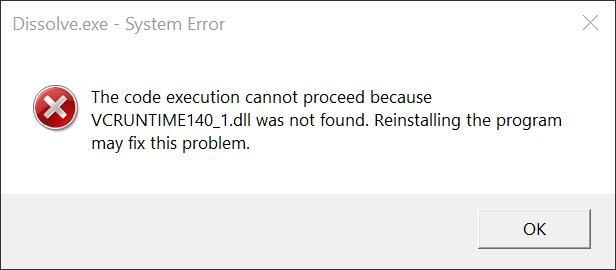 Dissolve.exe - System Error
The code execution cannot proceed because
VCRUNTIME140_1.dll was not found. Reinstalling the program
may fix this problem.
OK